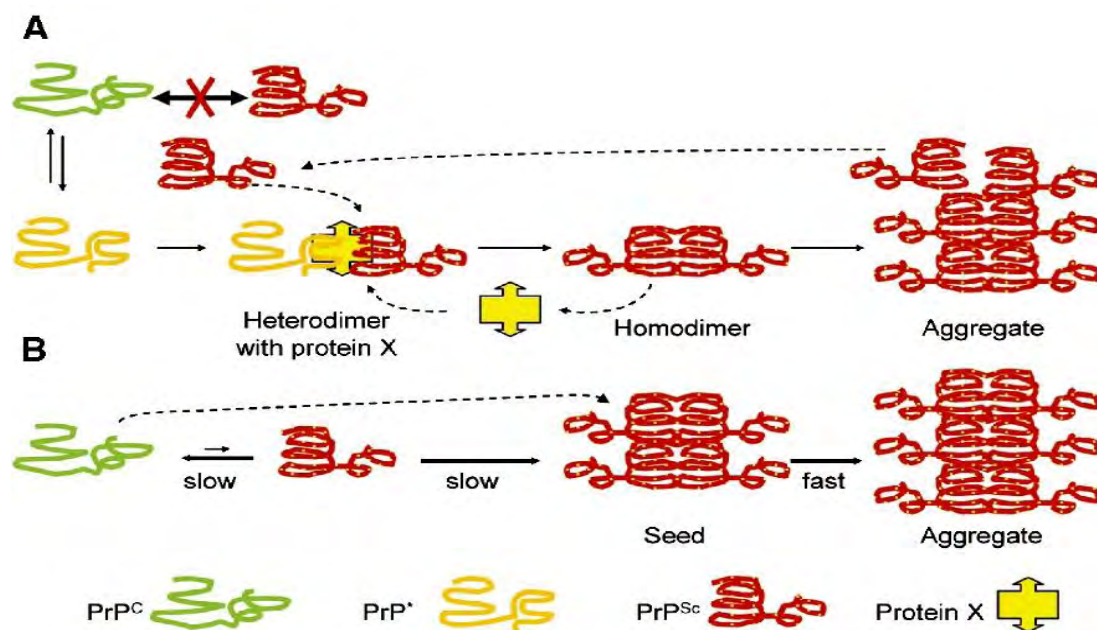 A
Heterodimer
with protein X
Homodimer
Aggregate
B
slow
slow
fast
Seed
Aggregate
PrPᶜ
PrP*
PrPˢᶜ
Protein X